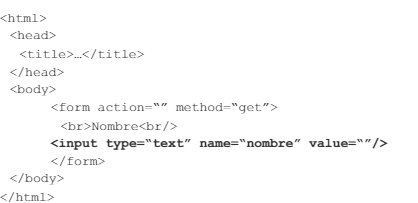 <html>
<head>
<title>…</title>
</head>
<body>
<form action=“” method=“get”>
<br>Nombre<br/>
<input type=“text” name=“nombre” value=“”/>
</form>
</body>
</html>